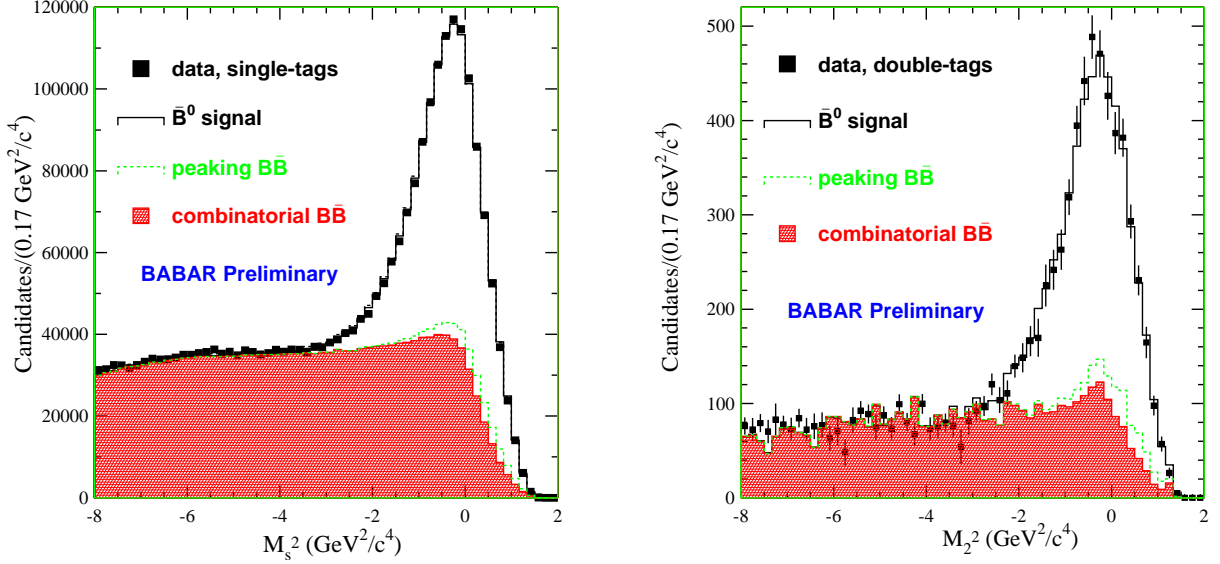 120000
100000
80000
60000
40000
20000
0
Candidates/(0.17 GeV²/c⁴)
data, single-tags
B̄⁰ signal
peaking BB̄
combinatorial BB̄
BABAR Preliminary
-8 -6 -4 -2 0 2
Mₛ² (GeV²/c⁴)
500
400
300
200
100
0
Candidates/(0.17 GeV²/c⁴)
data, double-tags
B̄⁰ signal
peaking BB̄
combinatorial BB̄
BABAR Preliminary
-8 -6 -4 -2 0 2
M₂² (GeV²/c⁴)